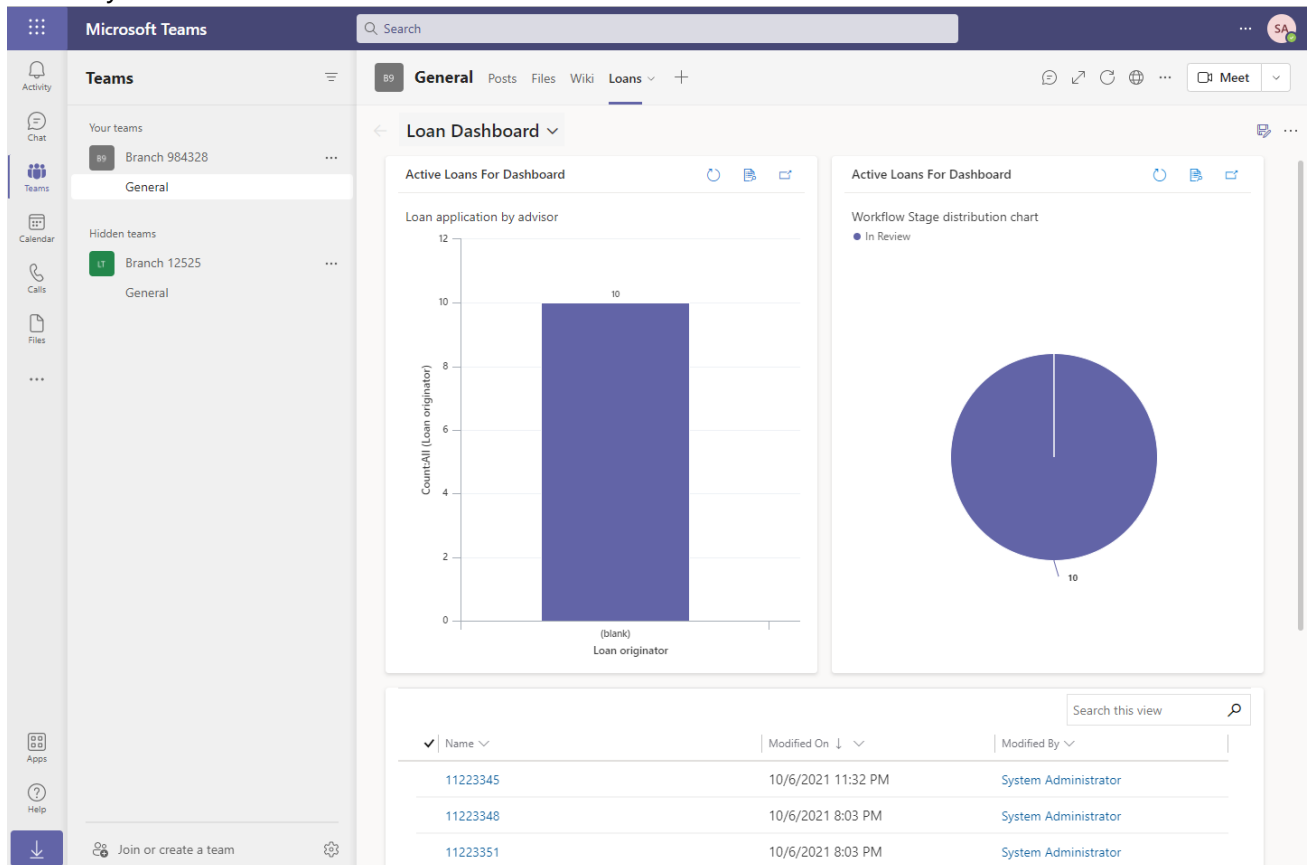 Microsoft Teams
Search
SA
Activity
Chat
Teams
Calendar
Calls
Files
Apps
Help
Teams
Your teams
B9 Branch 984328
General
Hidden teams
LT Branch 12525
General
Join or create a team
B9 General Posts Files Wiki Loans
Meet
Loan Dashboard
Active Loans For Dashboard
Loan application by advisor
12
10
8
6
4
2
0
10
Count:All (Loan originator)
(blank)
Loan originator
Active Loans For Dashboard
Workflow Stage distribution chart
In Review
10
Search this view
Name Modified On ↓ Modified By
11223345 10/6/2021 11:32 PM System Administrator
11223348 10/6/2021 8:03 PM System Administrator
11223351 10/6/2021 8:03 PM System Administrator